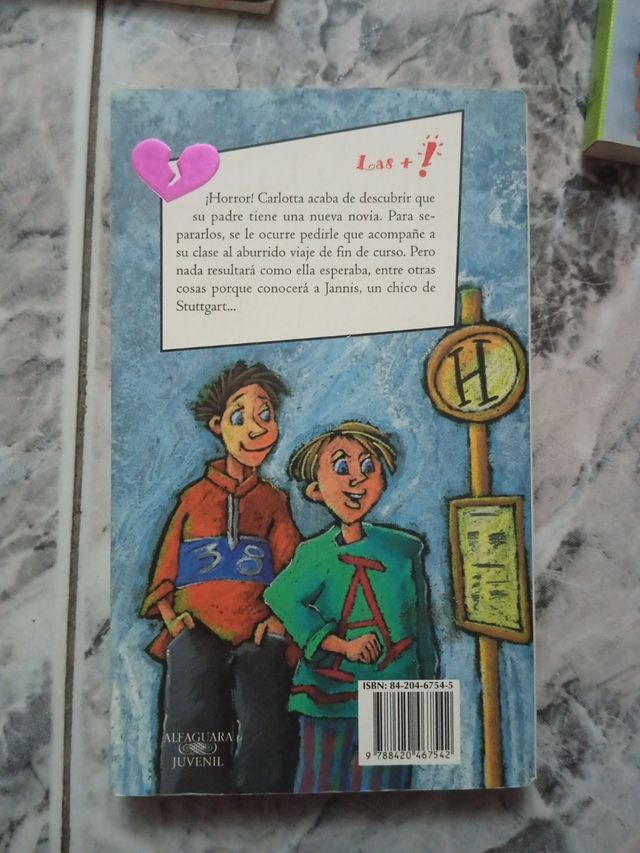 Las + !
¡Horror! Carlotta acaba de descubrir que
su padre tiene una nueva novia. Para se-
pararlos, se le ocurre pedirle que acompañe a
su clase al aburrido viaje de fin de curso. Pero
nada resultará como ella esperaba, entre otras
cosas porque conocerá a Jannis, un chico de
Stuttgart...
H
38
A
ISBN: 84-204-6754-5
9 788420 467542
ALFAGUARA
JUVENIL